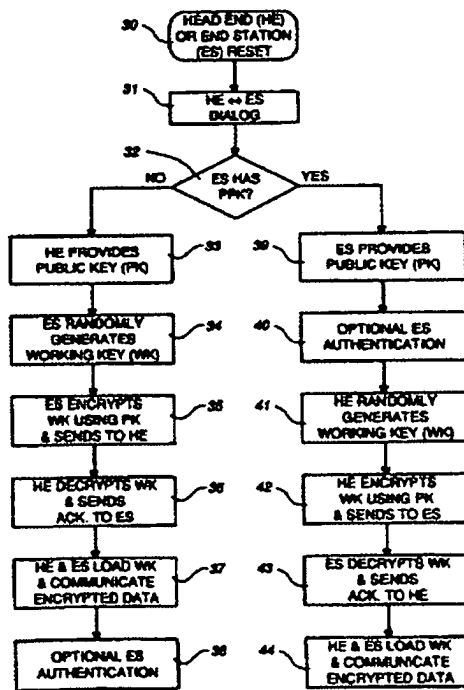 30
HEAD END (HE)
OR END STATION
(ES) RESET
31
HE ↔ ES
DIALOG
32
NO
ES HAS
PPK?
YES
HE PROVIDES
PUBLIC KEY (PK)
33
ES RANDOMLY
GENERATES
WORKING KEY (WK)
34
ES ENCRYPTS
WK USING PK
& SENDS TO HE
35
HE DECRYPTS WK
& SENDS
ACK. TO ES
36
HE & ES LOAD WK
& COMMUNICATE
ENCRYPTED DATA
37
OPTIONAL ES
AUTHENTICATION
38
39
ES PROVIDES
PUBLIC KEY (PK)
40
OPTIONAL ES
AUTHENTICATION
41
HE RANDOMLY
GENERATES
WORKING KEY (WK)
42
HE ENCRYPTS
WK USING PK
& SENDS TO ES
43
ES DECRYPTS WK
& SENDS
ACK. TO HE
44
HE & ES LOAD WK
& COMMUNICATE
ENCRYPTED DATA